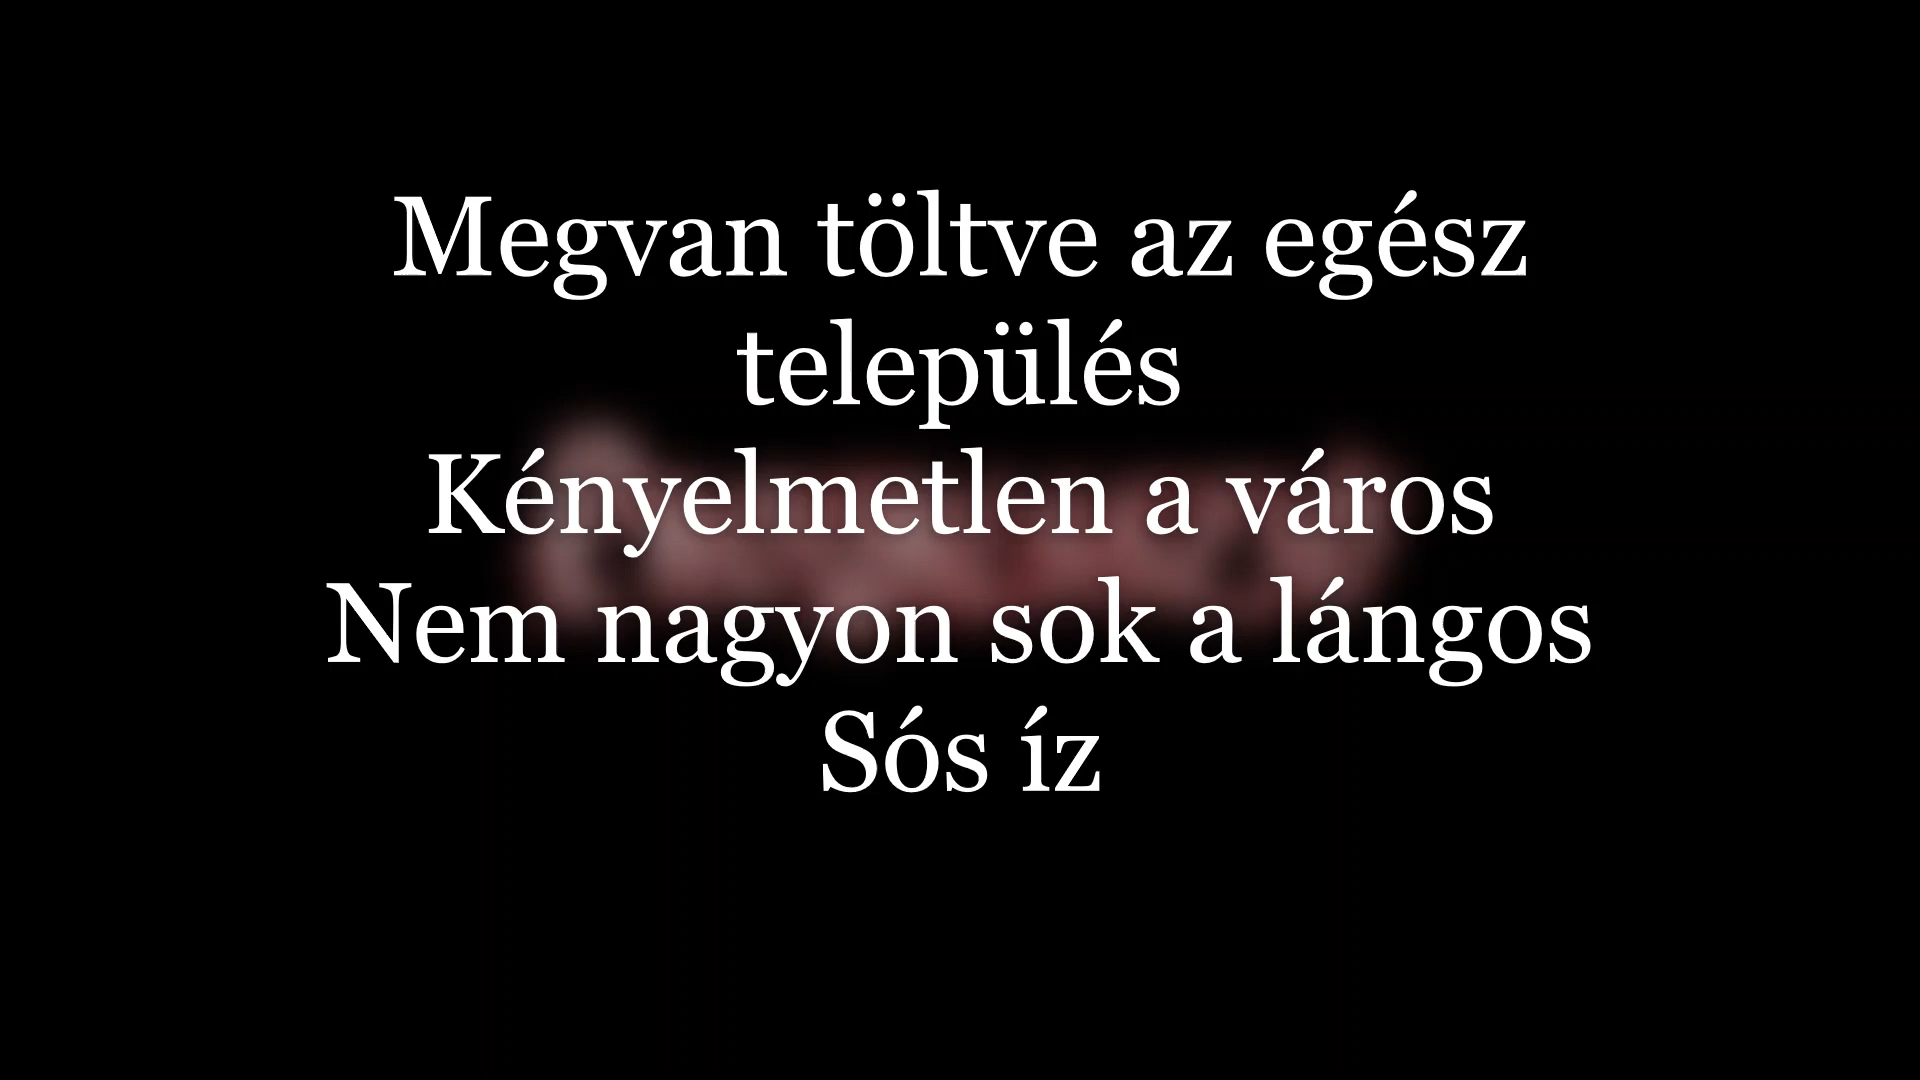 Megvan töltve az egész
település
Kényelmetlen a város
Nem nagyon sok a lángos
Sós íz